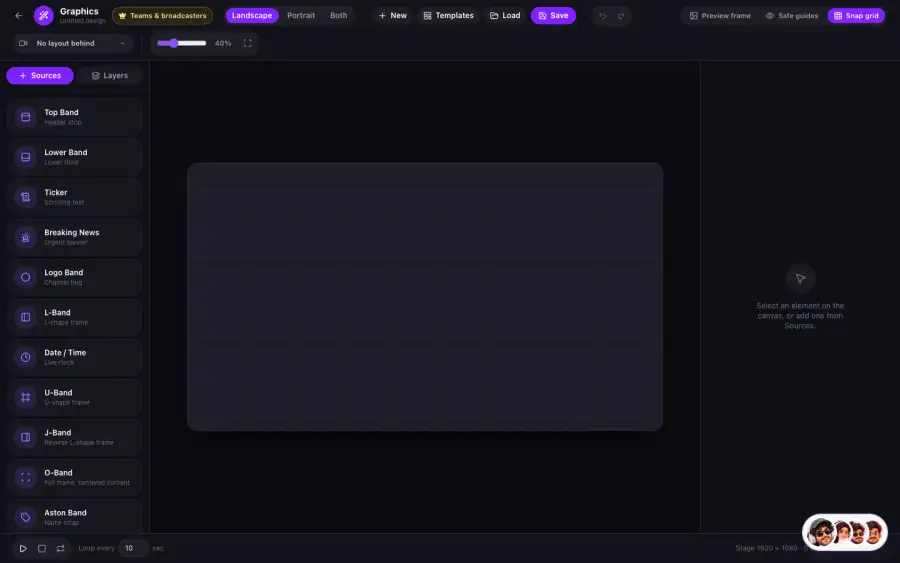 Graphics
Untitled design
Teams & broadcasters
Landscape
Portrait
Both
New
Templates
Load
Save
Preview frame
Safe guides
Snap grid
No layout behind
40%
Sources
Layers
Top Band
Header strip
Lower Band
Lower third
Ticker
Scrolling text
Breaking News
Urgent banner
Logo Band
Channel bug
L-Band
L-shape frame
Date / Time
Live clock
U-Band
U-shape frame
J-Band
Reverse L-shape frame
O-Band
Full frame, centered content
Aston Band
Name strap
Select an element on the
canvas, or add one from
Sources.
Loop every
10
sec
Stage 1920 × 1080